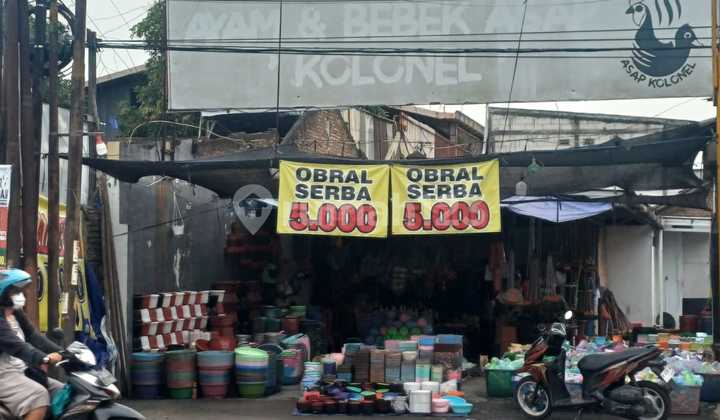 AYAM & BEBEK ASAP
KOLONEL
ASAP KOLONEL
OBRAL
SERBA
5.000
OBRAL
SERBA
5.000